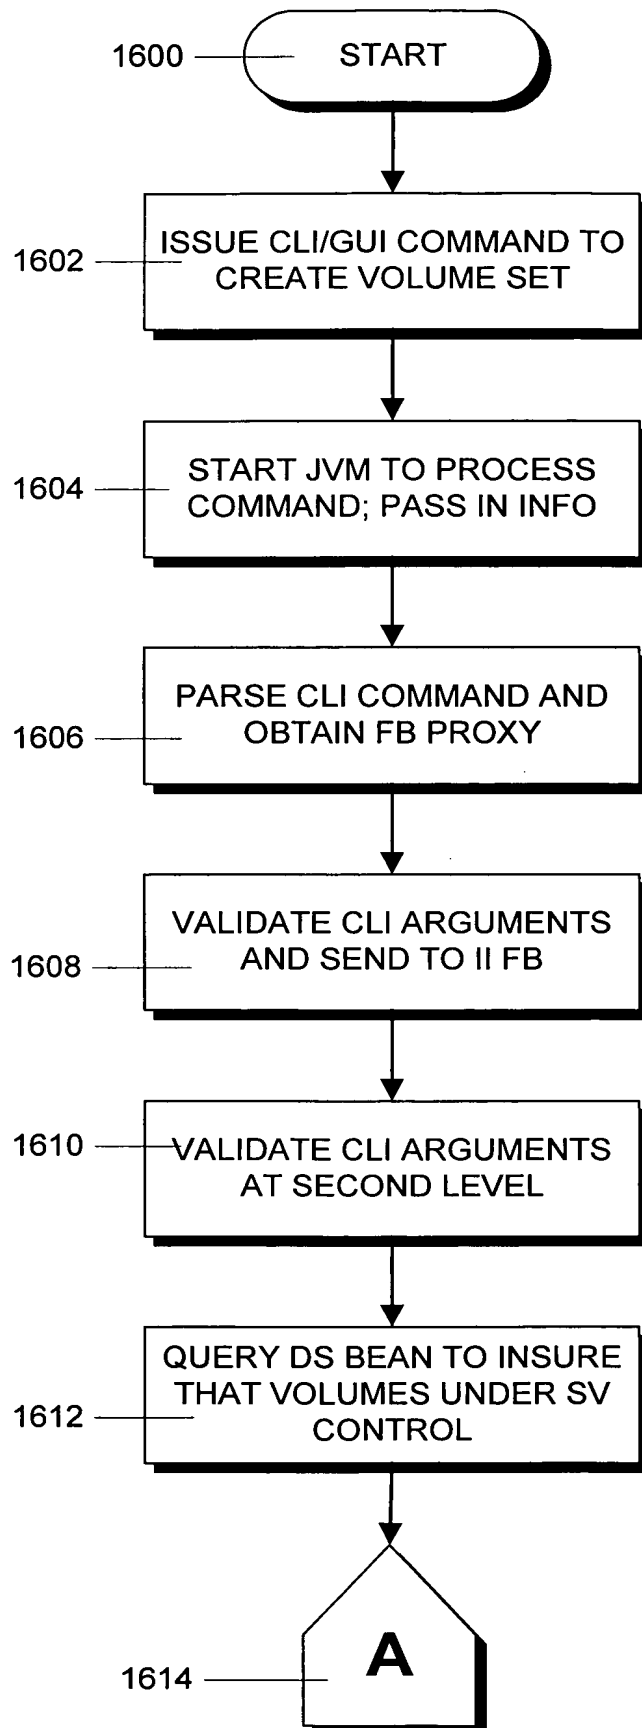 1600
START
1602
ISSUE CLI/GUI COMMAND TO
CREATE VOLUME SET
1604
START JVM TO PROCESS
COMMAND; PASS IN INFO
1606
PARSE CLI COMMAND AND
OBTAIN FB PROXY
1608
VALIDATE CLI ARGUMENTS
AND SEND TO II FB
1610
VALIDATE CLI ARGUMENTS
AT SECOND LEVEL
1612
QUERY DS BEAN TO INSURE
THAT VOLUMES UNDER SV
CONTROL
1614
A